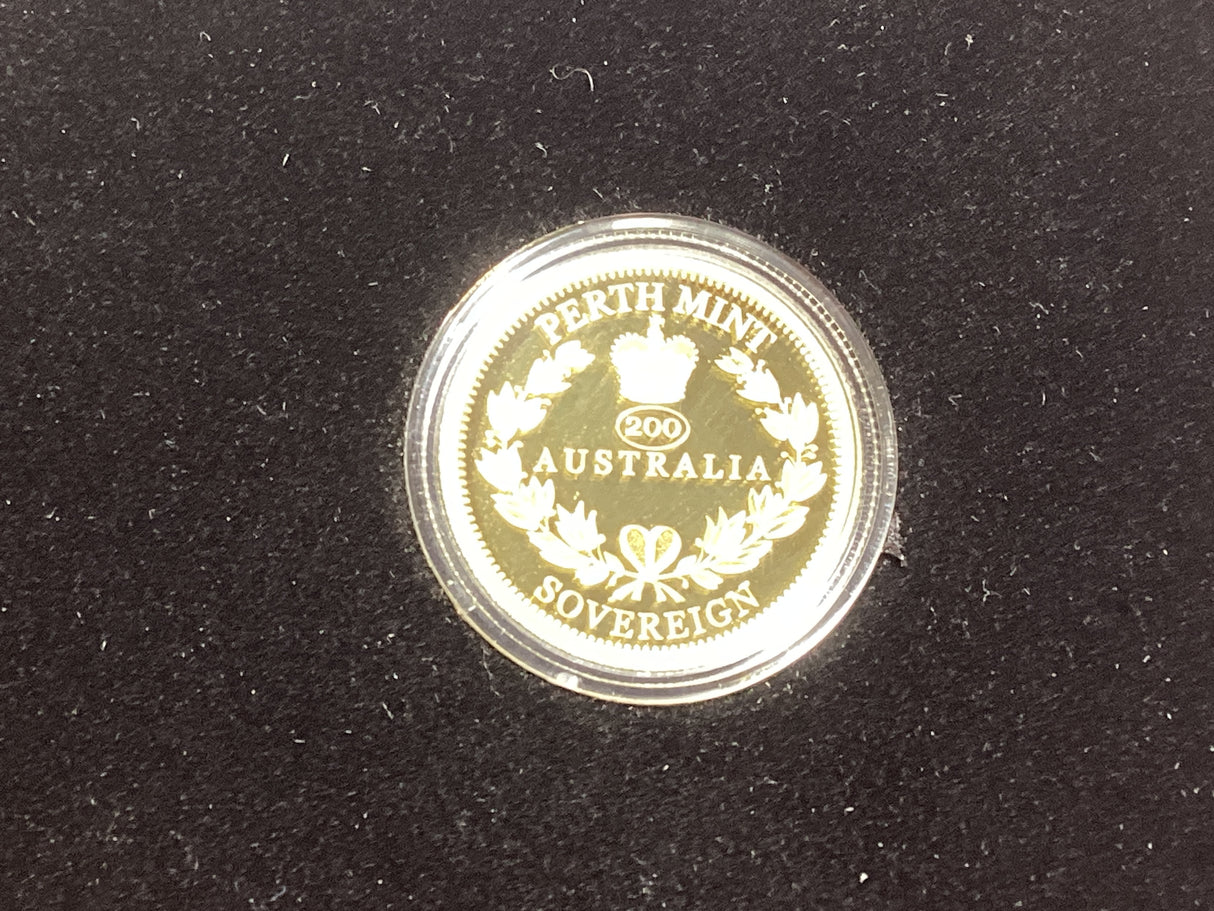 PERTH MINT
200
AUSTRALIA
SOVEREIGN